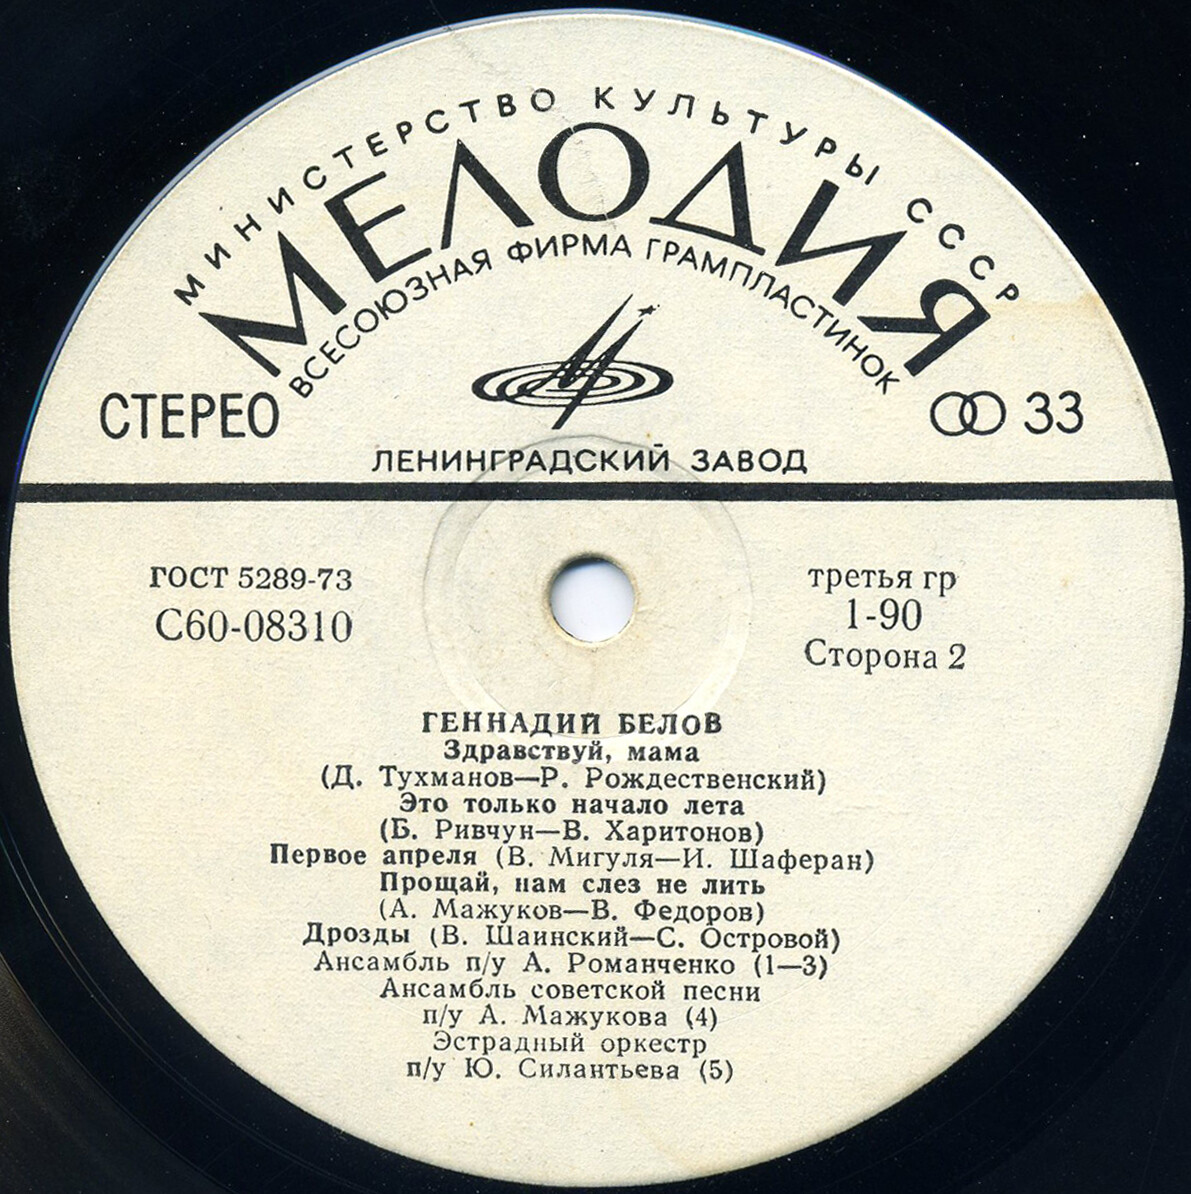 МИНИСТЕРСТВО КУЛЬТУРЫ СССР
МЕЛОДИЯ
ВСЕСОЮЗНАЯ ФИРМА ГРАМПЛАСТИНОК
СТЕРЕО
33
ЛЕНИНГРАДСКИЙ ЗАВОД
ГОСТ 5289-73
С60-08310
третья гр
1-90
Сторона 2
ГЕННАДИЙ БЕЛОВ
Здравствуй, мама
(Д. Тухманов—Р. Рождественский)
Это только начало лета
(Б. Ривчун—В. Харитонов)
Первое апреля (В. Мигуля—И. Шаферан)
Прощай, нам слез не лить
(А. Мажуков—В. Федоров)
Дрозды (В. Шаинский—С. Островой)
Ансамбль п/у А. Романченко (1—3)
Ансамбль советской песни
п/у А. Мажукова (4)
Эстрадный оркестр
п/у Ю. Силантьева (5)